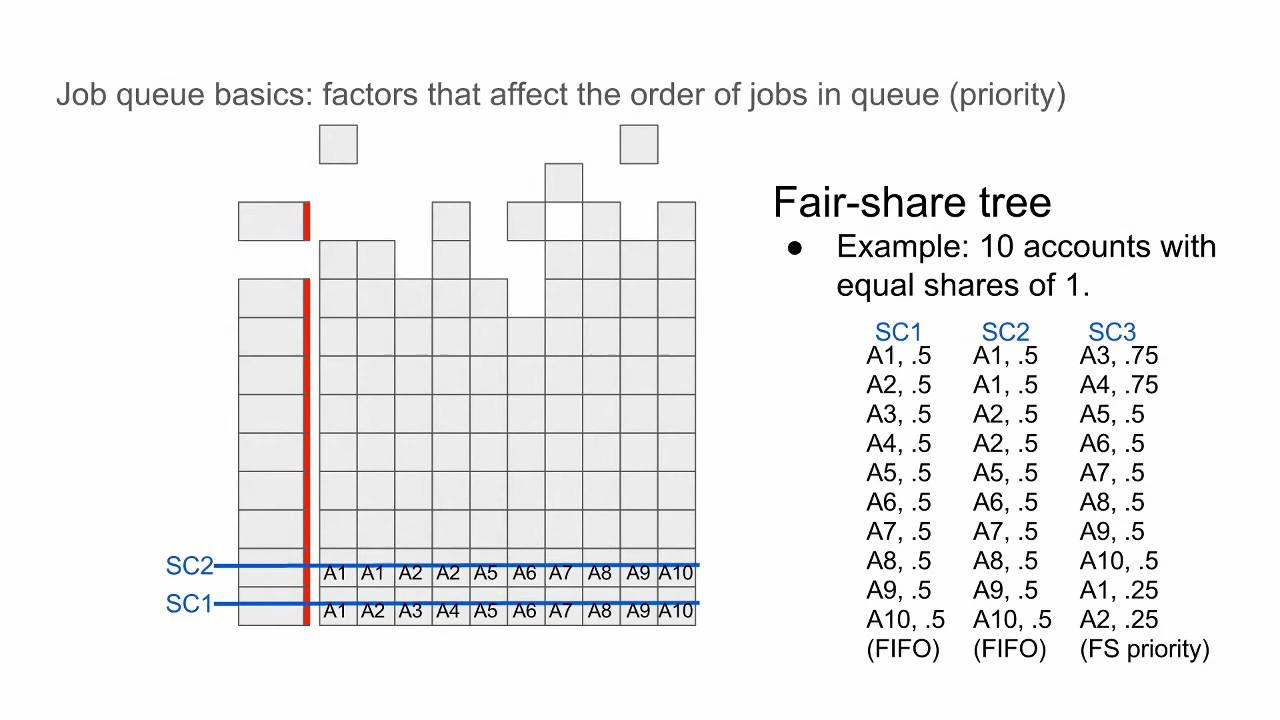 Job queue basics: factors that affect the order of jobs in queue (priority)
Fair-share tree
● Example: 10 accounts with
equal shares of 1.
SC1 SC2 SC3
A1, .5 A1, .5 A3, .75
A2, .5 A1, .5 A4, .75
A3, .5 A2, .5 A5, .5
A4, .5 A2, .5 A6, .5
A5, .5 A5, .5 A7, .5
A6, .5 A6, .5 A8, .5
A7, .5 A7, .5 A9, .5
A8, .5 A8, .5 A10, .5
A9, .5 A9, .5 A1, .25
A10, .5 A10, .5 A2, .25
(FIFO) (FIFO) (FS priority)
SC2 A1 A1 A2 A2 A5 A6 A7 A8 A9 A10
SC1 A1 A2 A3 A4 A5 A6 A7 A8 A9 A10